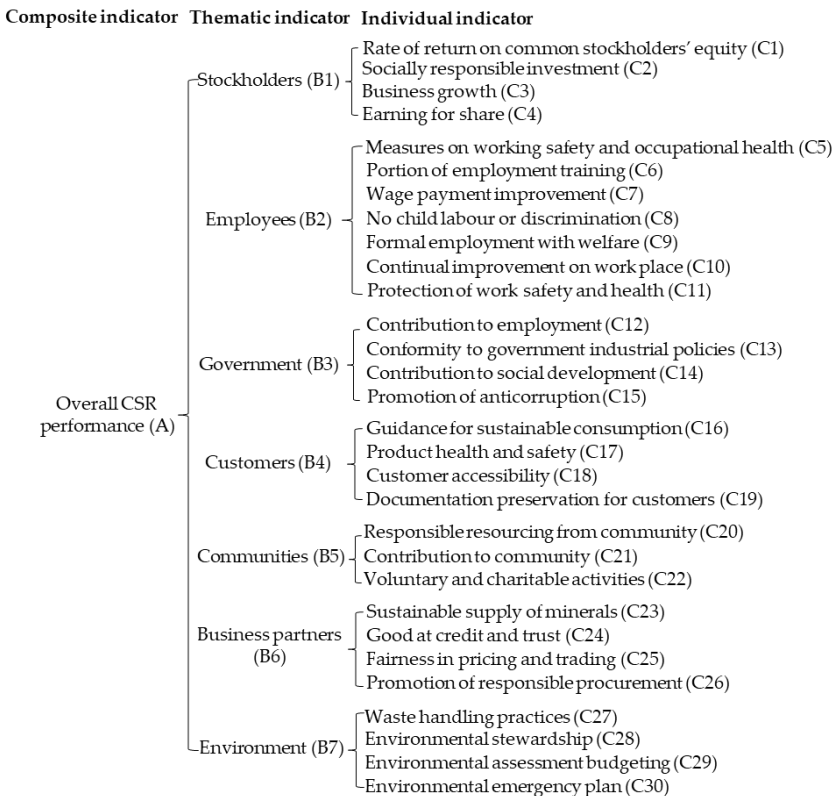 Composite indicator Thematic indicator Individual indicator
Rate of return on common stockholders' equity (C1)
Socially responsible investment (C2)
Stockholders (B1)
Business growth (C3)
Earning for share (C4)
Measures on working safety and occupational health (C5)
Portion of employment training (C6)
Wage payment improvement (C7)
Employees (B2)
No child labour or discrimination (C8)
Formal employment with welfare (C9)
Continual improvement on work place (C10)
Protection of work safety and health (C11)
Contribution to employment (C12)
Conformity to government industrial policies (C13)
Government (B3)
Contribution to social development (C14)
Promotion of anticorruption (C15)
Overall CSR
performance (A)
Guidance for sustainable consumption (C16)
Product health and safety (C17)
Customers (B4)
Customer accessibility (C18)
Documentation preservation for customers (C19)
Responsible resourcing from community (C20)
Communities (B5)
Contribution to community (C21)
Voluntary and charitable activities (C22)
Sustainable supply of minerals (C23)
Business partners
(B6)
Good at credit and trust (C24)
Fairness in pricing and trading (C25)
Promotion of responsible procurement (C26)
Waste handling practices (C27)
Environment (B7)
Environmental stewardship (C28)
Environmental assessment budgeting (C29)
Environmental emergency plan (C30)